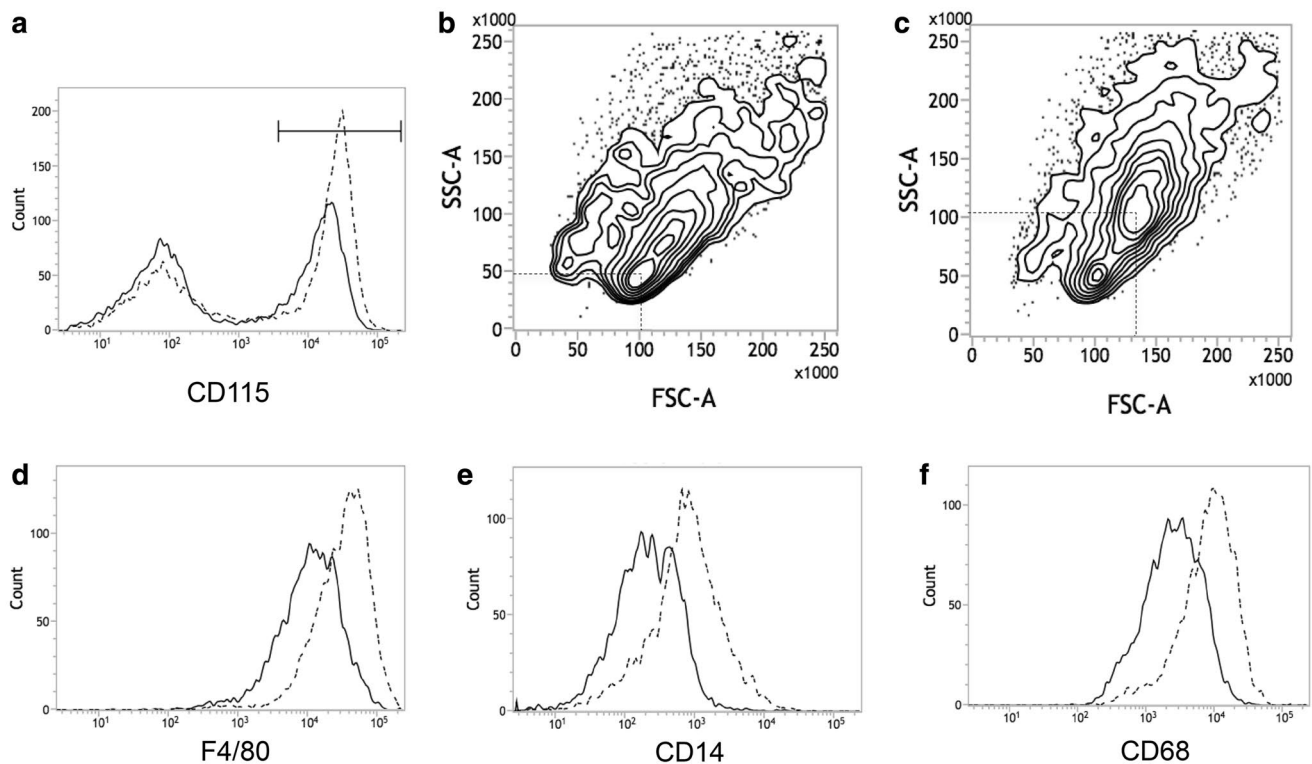 a
200
150
100
50
0
Count
10¹ 10² 10³ 10⁴ 10⁵
CD115
b
x1000
250
200
150
100
50
0
SSC-A
0 50 100 150 200 250
x1000
FSC-A
c
x1000
250
200
150
100
50
0
SSC-A
0 50 100 150 200 250
x1000
FSC-A
d
100
50
0
Count
10¹ 10² 10³ 10⁴ 10⁵
F4/80
e
100
50
0
Count
10¹ 10² 10³ 10⁴ 10⁵
CD14
f
100
50
0
Count
10¹ 10² 10³ 10⁴ 10⁵
CD68